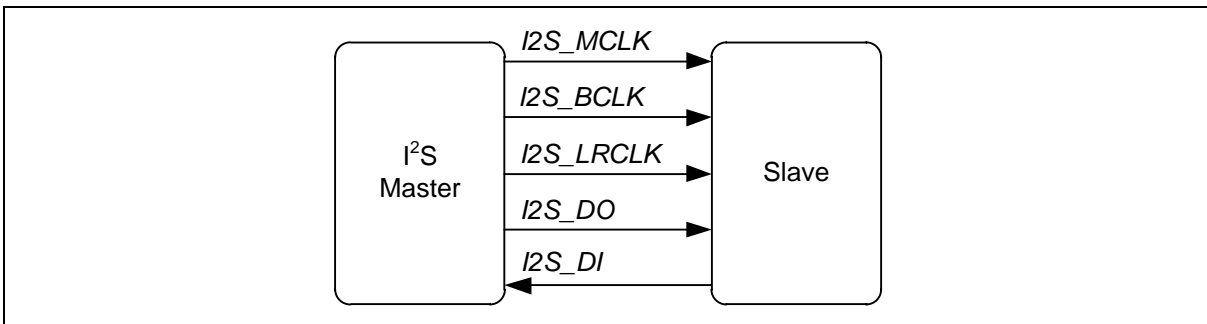 I2S_MCLK
I2S_BCLK
I2S_LRCLK
I2S_DO
I2S_DI
I²S
Master
Slave